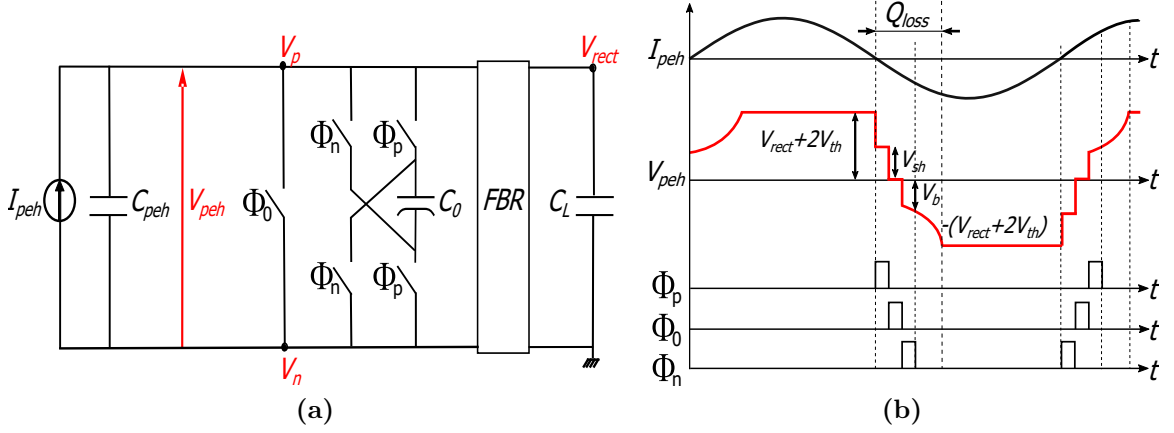 V_p
V_rect
I_peh
C_peh
V_peh
Φ_0
Φ_n
Φ_p
C_0
FBR
C_L
Φ_n
Φ_p
V_n
(a)
Q_loss
I_peh
t
V_rect+2V_th
V_sh
V_peh
t
V_b
-(V_rect+2V_th)
Φ_p
t
Φ_0
t
Φ_n
t
(b)